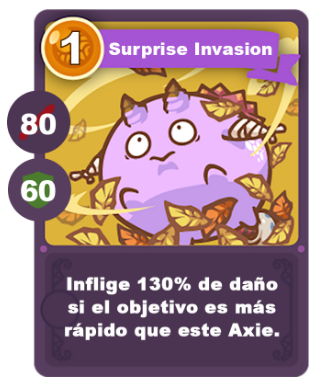 1
Surprise Invasion
80
60
Inflige 130% de daño
si el objetivo es más
rápido que este Axie.